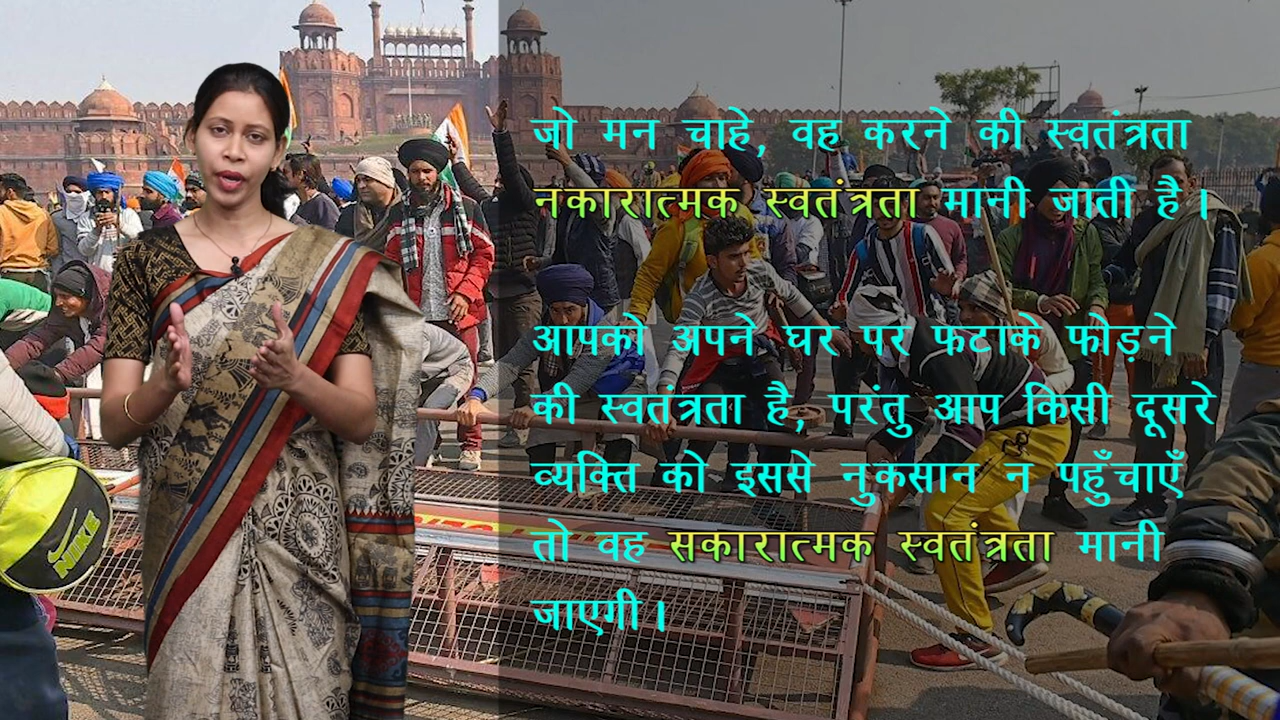 जो मन चाहे, वह करने की स्वतंत्रता
नकारात्मक स्वतंत्रता मानी जाती है।
आपको अपने घर पर फटाके फोड़ने
की स्वतंत्रता है, परंतु आप किसी दूसरे
व्यक्ति को इससे नुकसान न पहुँचाएँ
तो वह सकारात्मक स्वतंत्रता मानी
जाएगी।
NIKE